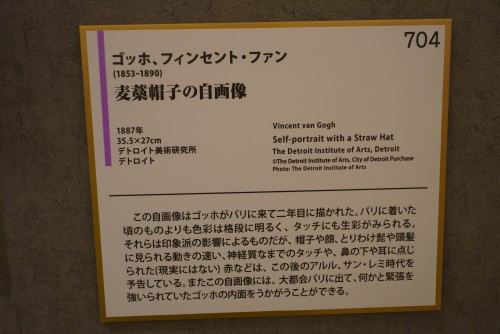 704
ゴッホ、フィンセント・ファン
(1853-1890)
麦藁帽子の自画像
1887年
35.5×27cm
デトロイト美術研究所
デトロイト
Vincent van Gogh
Self-portrait with a Straw Hat
The Detroit Institute of Arts, Detroit
©The Detroit Institute of Arts, City of Detroit Purchase
Photo: The Detroit Institute of Arts
この自画像はゴッホがパリに来て二年目に描かれた。パリに着いた
頃のものよりも色彩は格段に明るく、タッチにも生彩がみられる。
それらは印象派の影響によるものだが、帽子や顔、とりわけ髭や頭髪
に見られる動きの速い、神経質なまでのタッチや、鼻の下や耳に点じ
られた(現実にはない)赤などは、この後のアルル、サン・レミ時代を
予告している。またこの自画像には、大都会パリに出て、何かと緊張を
強いられていたゴッホの内面をうかがうことができる。